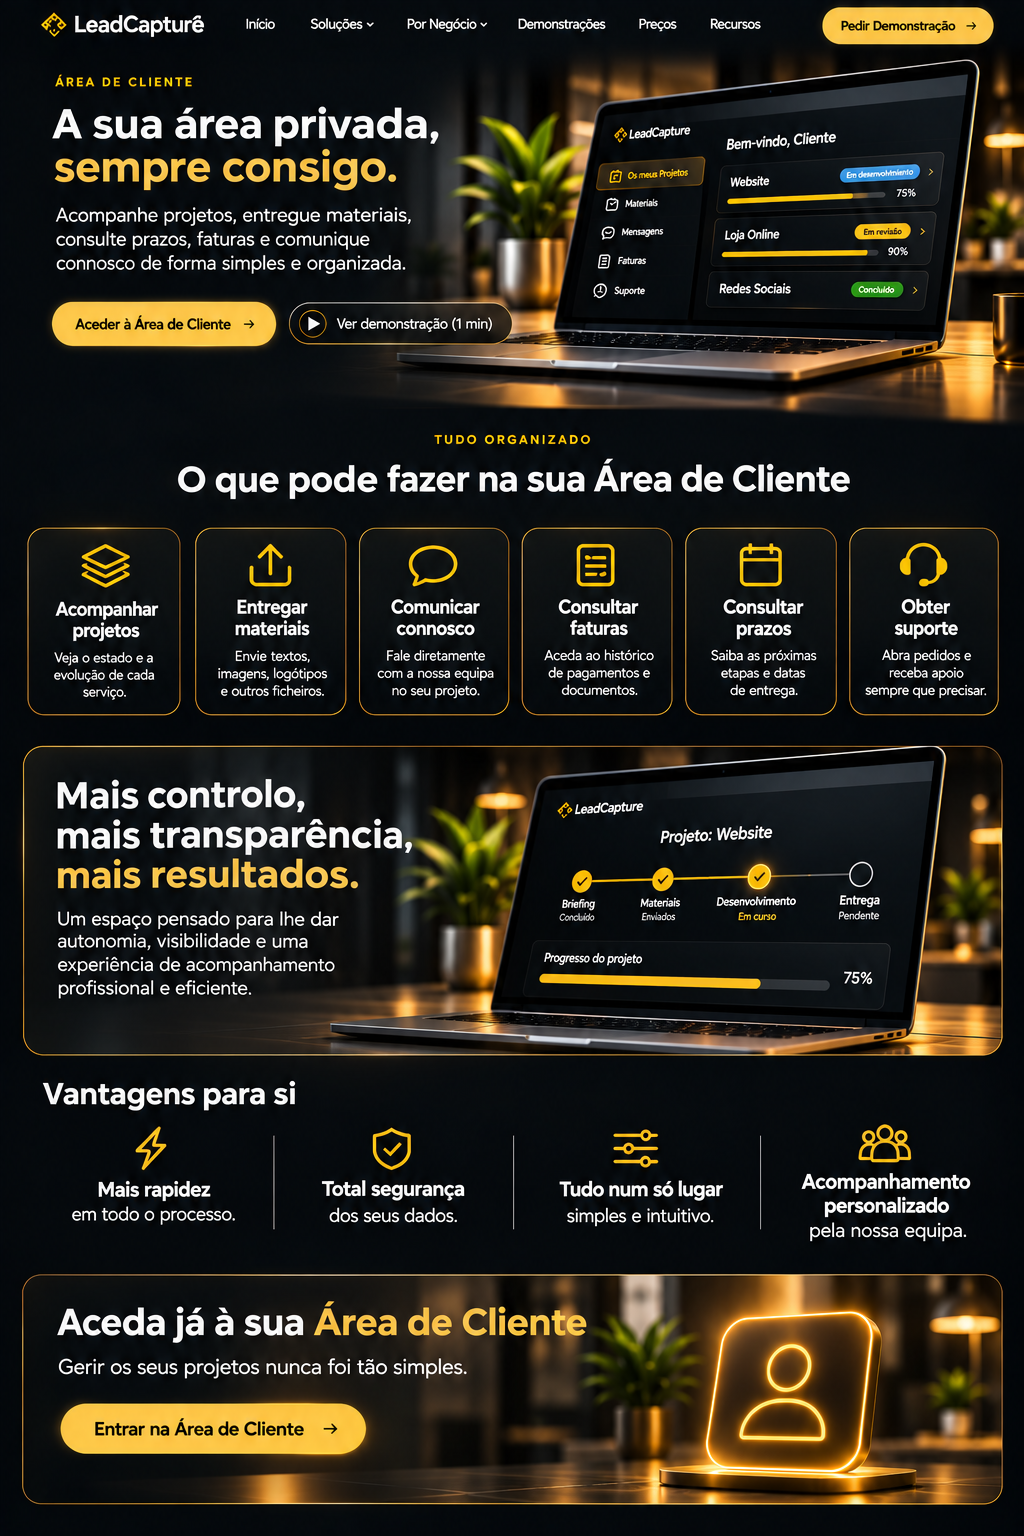 LeadCapturê
Início
Soluções
Por Negócio
Demonstrações
Preços
Recursos
Pedir Demonstração →
ÁREA DE CLIENTE
A sua área privada,
sempre consigo.
Acompanhe projetos, entregue materiais,
consulte prazos, faturas e comunique
connosco de forma simples e organizada.
Aceder à Área de Cliente →
Ver demonstração (1 min)
LeadCapture
Os meus Projetos
Materiais
Mensagens
Faturas
Suporte
Bem-vindo, Cliente
Website
Em desenvolvimento
75%
Loja Online
Em revisão
90%
Redes Sociais
Concluído
TUDO ORGANIZADO
O que pode fazer na sua Área de Cliente
Acompanhar
projetos
Veja o estado e a
evolução de cada
serviço.
Entregar
materiais
Envie textos,
imagens, logótipos
e outros ficheiros.
Comunicar
connosco
Fale diretamente
com a nossa equipa
no seu projeto.
Consultar
faturas
Aceda ao histórico
de pagamentos e
documentos.
Consultar
prazos
Saiba as próximas
etapas e datas
de entrega.
Obter
suporte
Abra pedidos e
receba apoio
sempre que precisar.
Mais controlo,
mais transparência,
mais resultados.
Um espaço pensado para lhe dar
autonomia, visibilidade e uma
experiência de acompanhamento
profissional e eficiente.
LeadCapture
Projeto: Website
Briefing
Concluído
Materiais
Enviados
Desenvolvimento
Em curso
Entrega
Pendente
Progresso do projeto
75%
Vantagens para si
Mais rapidez
em todo o processo.
Total segurança
dos seus dados.
Tudo num só lugar
simples e intuitivo.
Acompanhamento
personalizado
pela nossa equipa.
Aceda já à sua Área de Cliente
Gerir os seus projetos nunca foi tão simples.
Entrar na Área de Cliente →